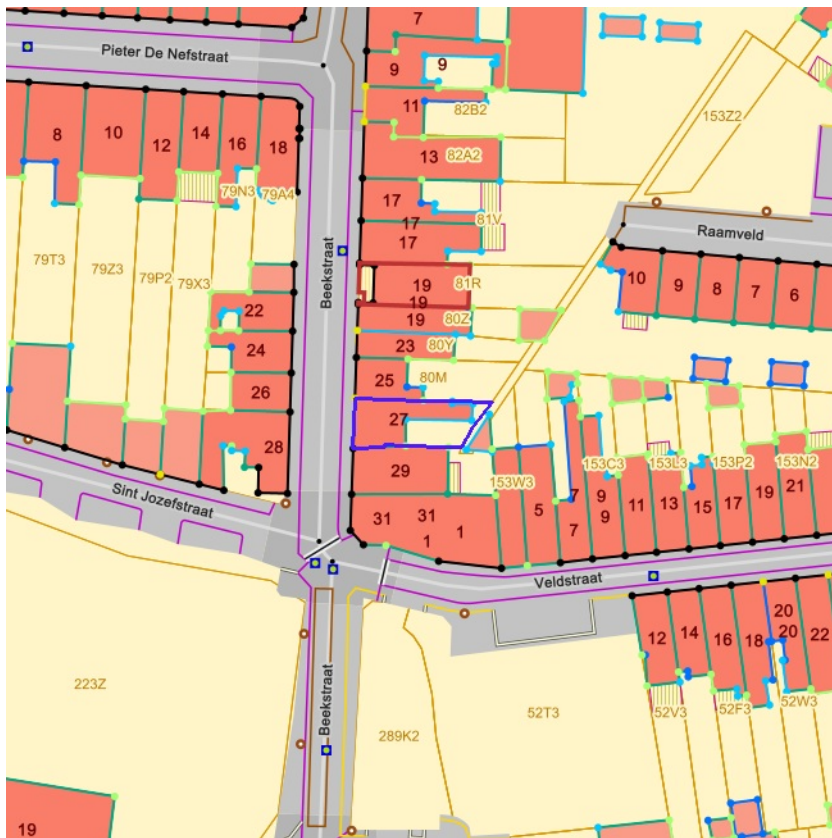 7
Pieter De Nefstraat
9
9
11
82B2
153Z2
8
10
12
14
16
18
13
82A2
79N3
79A4
17
17
81V
17
Raamveld
79T3
79Z3
79P2
79X3
Beekstraat
10
9
8
7
6
19
81R
19
22
19
80Z
24
23
80Y
25
80M
26
27
28
29
153W3
153C3
153L3
153P2
153N2
Sint Jozefstraat
31
31
1
1
5
7
7
9
9
11
13
15
17
19
21
Veldstraat
20
20
12
14
16
18
22
223Z
Beekstraat
289K2
52T3
52V3
52F3
52W3
19